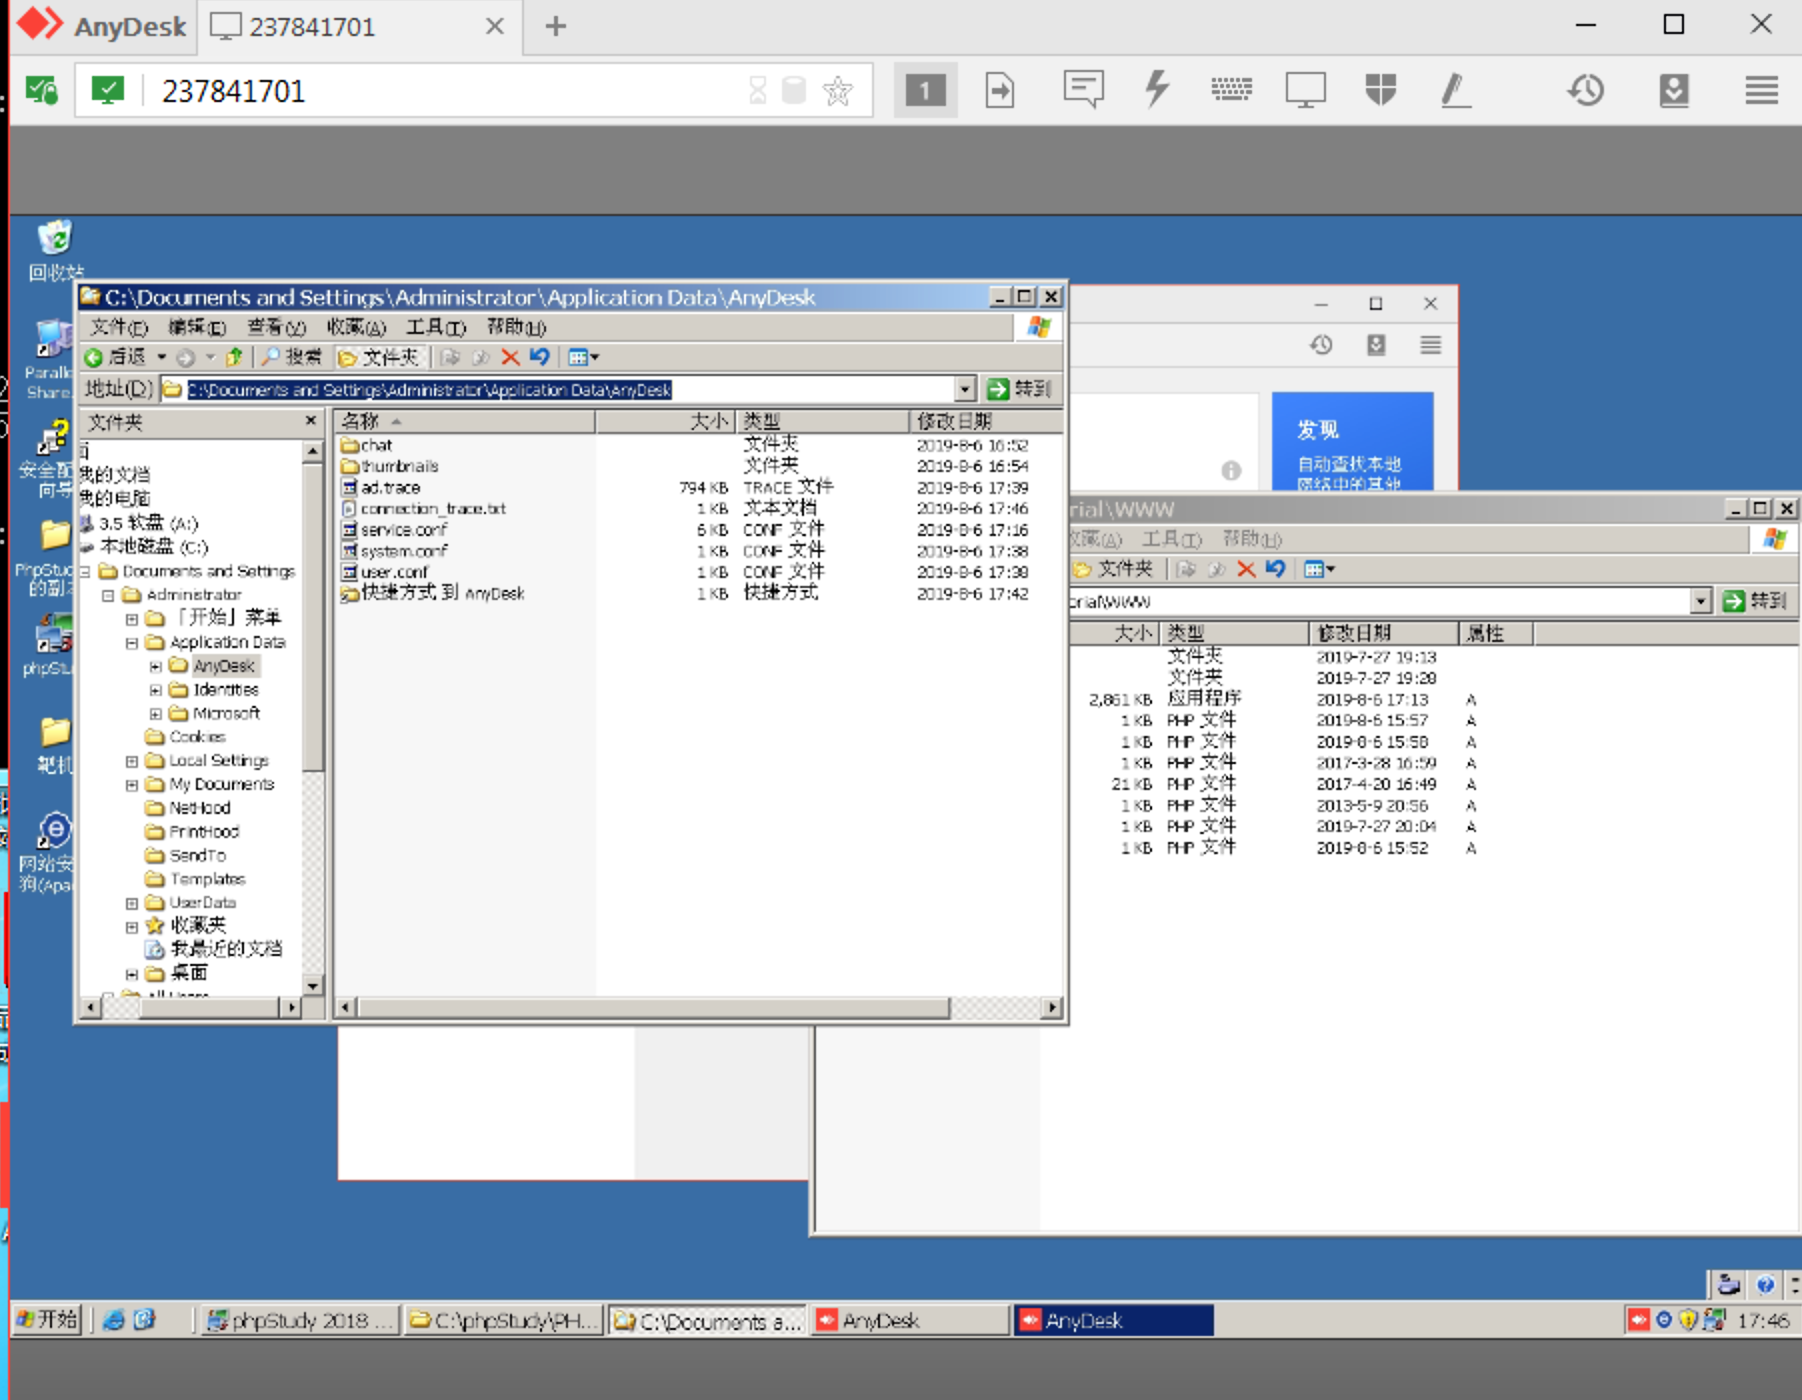 AnyDesk
237841701
237841701
1
回收站
C:\Documents and Settings\Administrator\Application Data\AnyDesk
文件(F) 编辑(E) 查看(V) 收藏(A) 工具(T) 帮助(H)
后退 搜索 文件夹
地址(D) C:\Documents and Settings\Administrator\Application Data\AnyDesk 转到
文件夹
我的文档
我的电脑
3.5 软盘 (A:)
本地磁盘 (C:)
Documents and Settings
Administrator
「开始」菜单
Application Data
AnyDesk
Identities
Microsoft
Cookies
Local Settings
My Documents
NetHood
PrintHood
SendTo
Templates
UserData
收藏夹
我最近的文档
桌面
All Users
名称 大小 类型 修改日期
chat 文件夹 2019-8-6 16:52
thumbnails 文件夹 2019-8-6 16:54
ad.trace 794 KB TRACE 文件 2019-8-6 17:39
connection_trace.txt 1 KB 文本文档 2019-8-6 17:46
service.conf 6 KB CONF 文件 2019-8-6 17:16
system.conf 1 KB CONF 文件 2019-8-6 17:38
user.conf 1 KB CONF 文件 2019-8-6 17:38
快捷方式 到 AnyDesk 1 KB 快捷方式 2019-8-6 17:42
Paralle
Share.
安全配
向导
PhpStuc
的副
phpSt
靶机
网站安
狗(Apa
发现
自动查找本地
网络中的其他
rial\WWW
收藏(A) 工具(T) 帮助(H)
文件夹
orial\WWW 转到
大小 类型 修改日期 属性
文件夹 2019-7-27 19:13
文件夹 2019-7-27 19:28
2,861 KB 应用程序 2019-8-6 17:13 A
1 KB PHP 文件 2019-8-6 15:57 A
1 KB PHP 文件 2019-8-6 15:58 A
1 KB PHP 文件 2017-3-28 16:59 A
21 KB PHP 文件 2017-4-20 16:49 A
1 KB PHP 文件 2013-5-9 20:56 A
1 KB PHP 文件 2019-7-27 20:04 A
1 KB PHP 文件 2019-8-6 15:52 A
开始 phpStudy 2018 ... C:\phpStudy\PH... C:\Documents a... AnyDesk AnyDesk 17:46